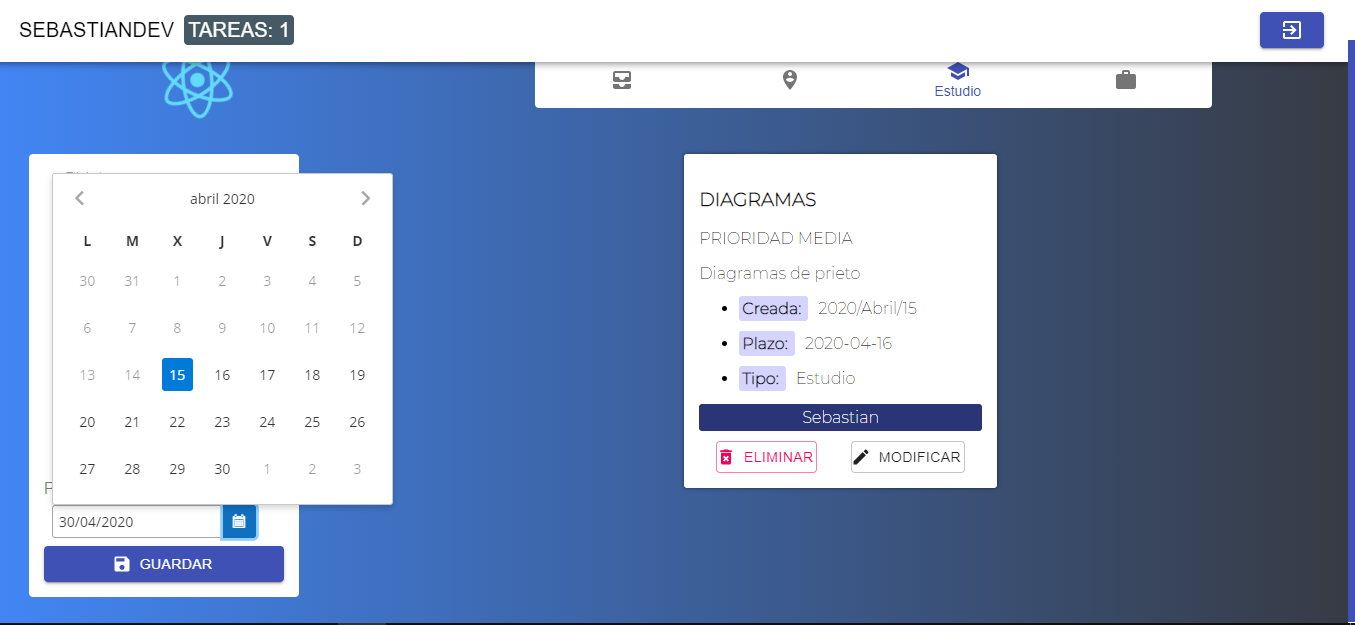 SEBASTIANDEV TAREAS: 1
Estudio
abril 2020
L M X J V S D
30 31 1 2 3 4 5
6 7 8 9 10 11 12
13 14 15 16 17 18 19
20 21 22 23 24 25 26
27 28 29 30 1 2 3
30/04/2020
GUARDAR
DIAGRAMAS
PRIORIDAD MEDIA
Diagramas de prieto
Creada: 2020/Abril/15
Plazo: 2020-04-16
Tipo: Estudio
Sebastian
ELIMINAR MODIFICAR